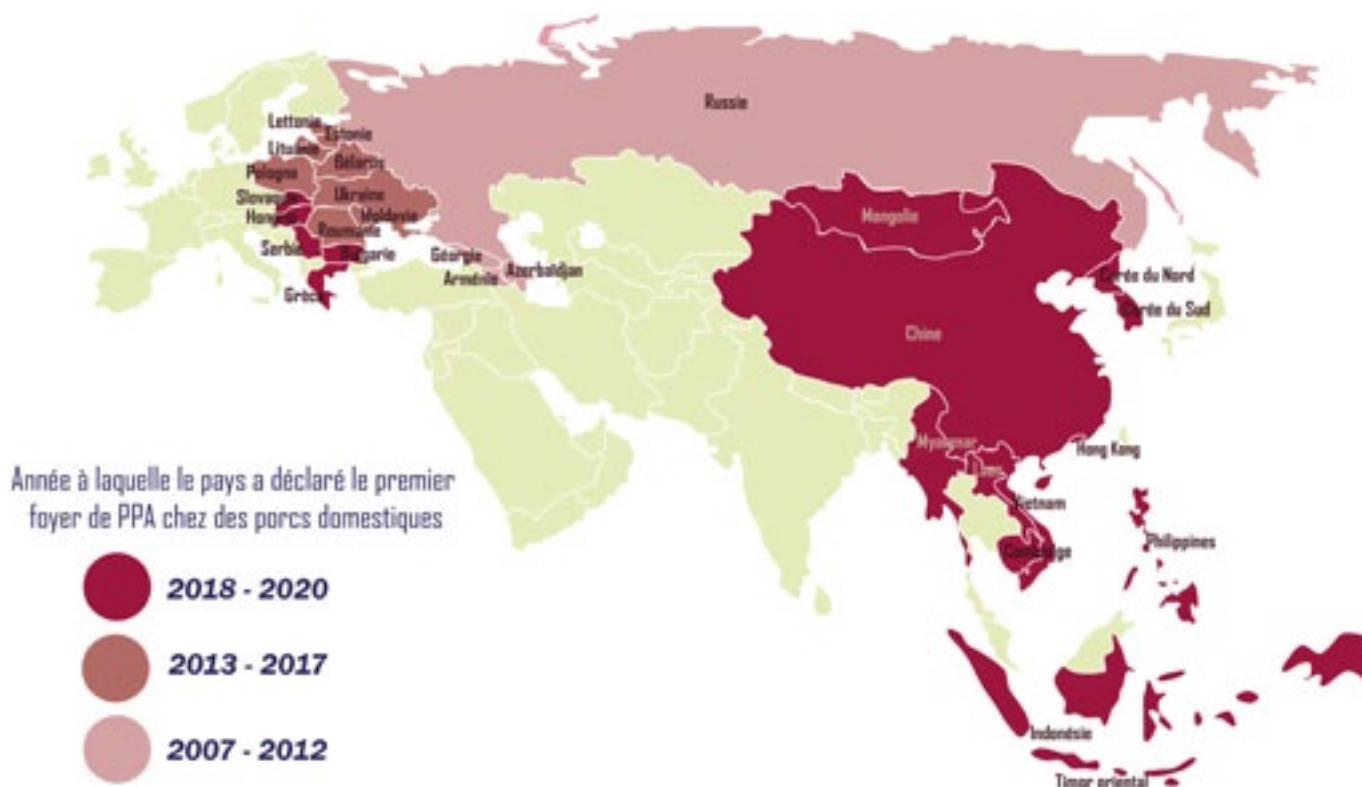 Russie
Lettonie
Estonie
Lituanie
Bélarus
Pologne
Ukraine
Slovaquie
Moldavie
Hongrie
Roumanie
Serbie
Bulgarie
Géorgie
Azerbaïdjan
Arménie
Grèce
Mongolie
Corée du Nord
Corée du Sud
Chine
Myanmar
Hong Kong
Laos
Vietnam
Cambodge
Philippines
Indonésie
Timor oriental
Année à laquelle le pays a déclaré le premier
foyer de PPA chez des porcs domestiques
2018 - 2020
2013 - 2017
2007 - 2012